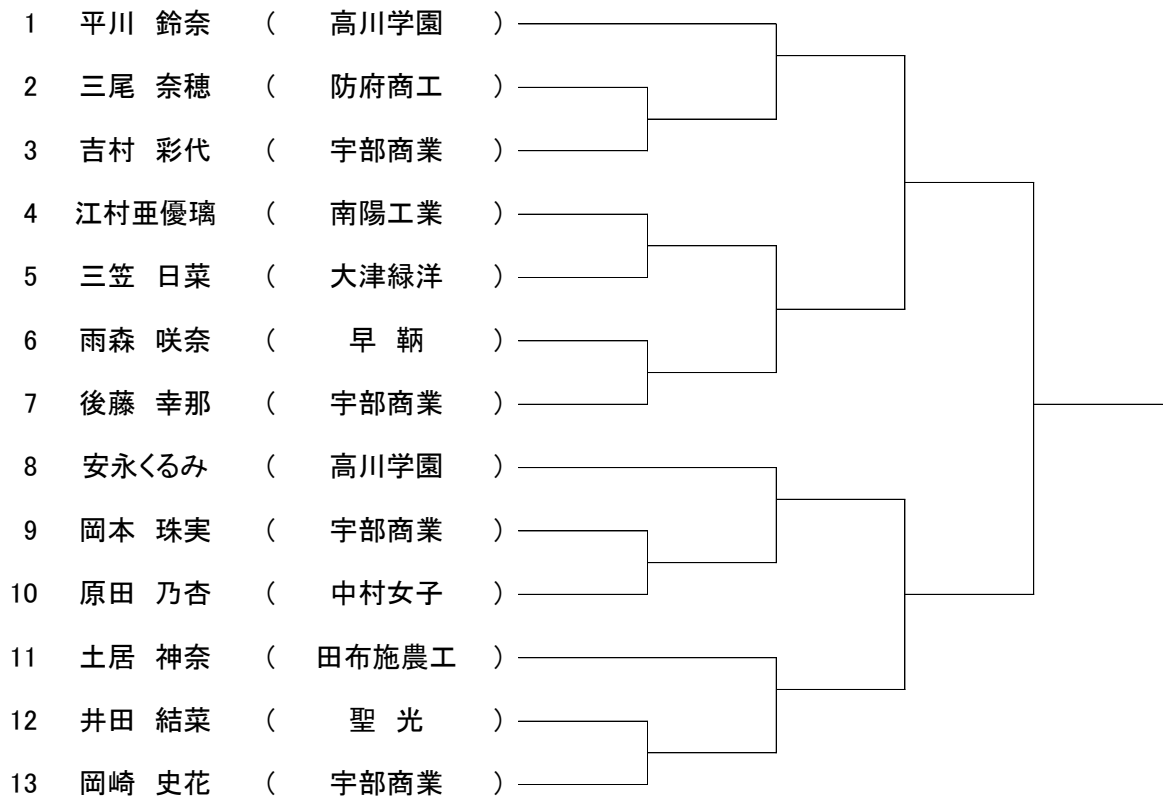 1 平川 鈴奈 ( 高川学園 )
2 三尾 奈穂 ( 防府商工 )
3 吉村 彩代 ( 宇部商業 )
4 江村亜優璃 ( 南陽工業 )
5 三笠 日菜 ( 大津緑洋 )
6 雨森 咲奈 ( 早 鞆 )
7 後藤 幸那 ( 宇部商業 )
8 安永くるみ ( 高川学園 )
9 岡本 珠実 ( 宇部商業 )
10 原田 乃杏 ( 中村女子 )
11 土居 神奈 ( 田布施農工 )
12 井田 結菜 ( 聖 光 )
13 岡崎 史花 ( 宇部商業 )